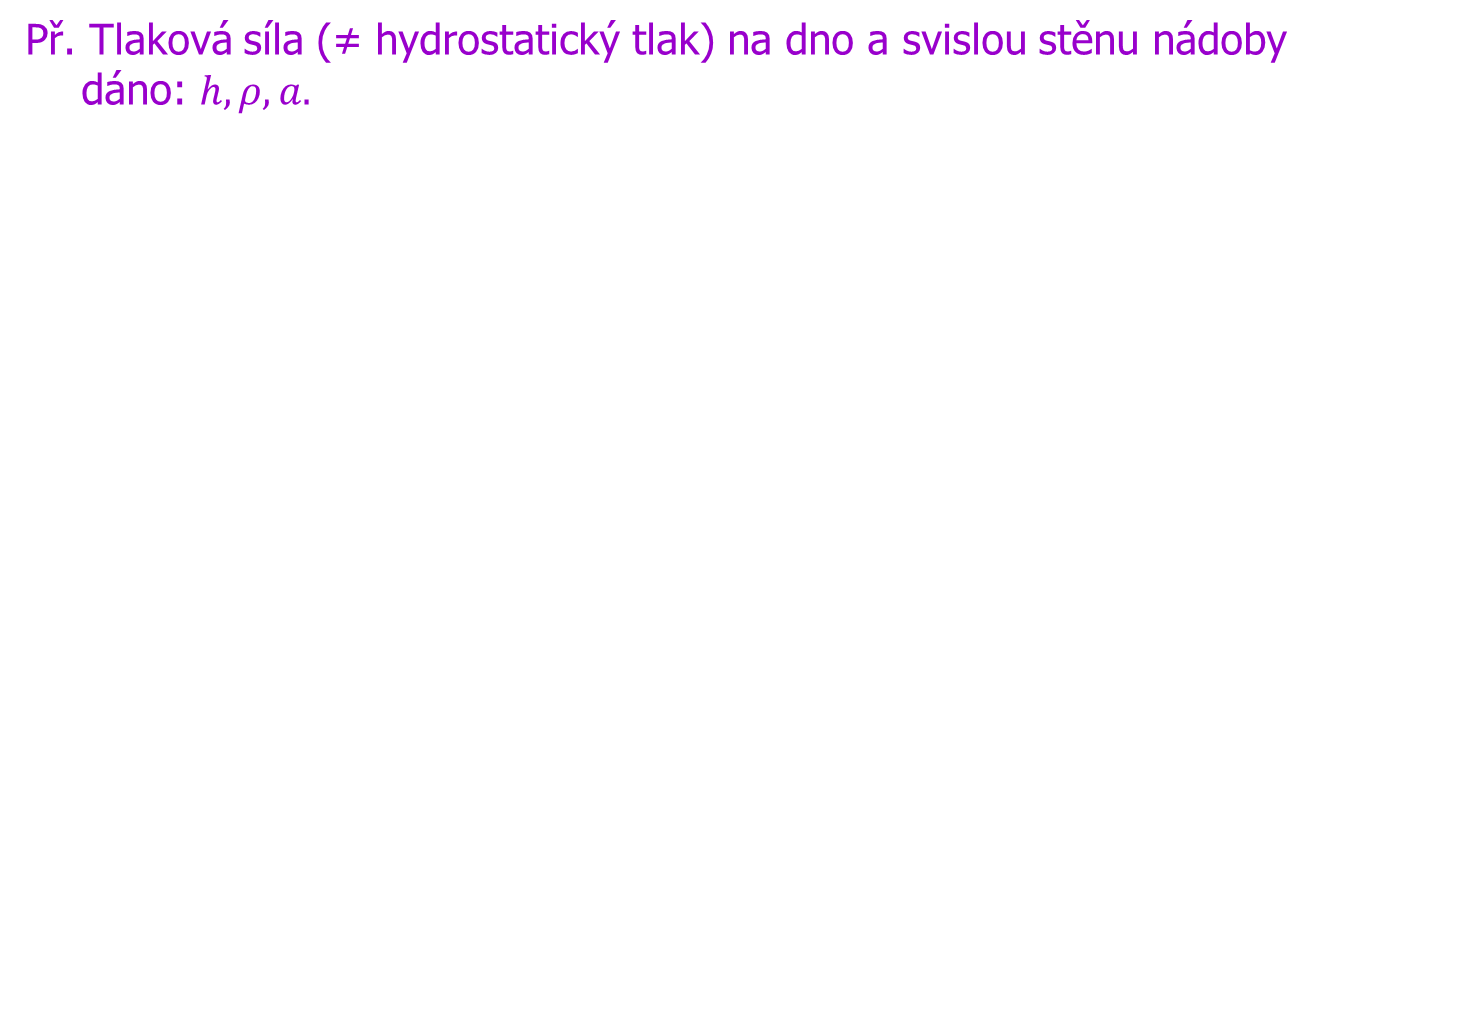 Př. Tlaková síla (≠ hydrostatický tlak) na dno a svislou stěnu nádoby
dáno: ℎ, 𝜌, 𝑎.